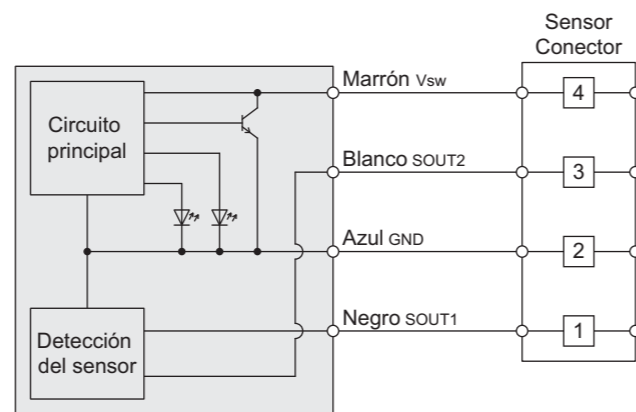 Sensor
Conector
Marrón Vsw
4
Circuito
principal
Blanco SOUT2
3
Azul GND
2
Negro SOUT1
1
Detección
del sensor